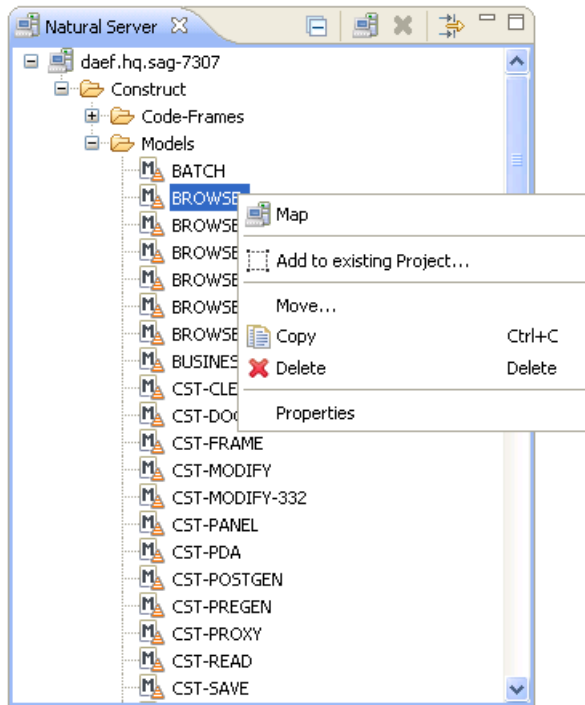 Natural Server
daef.hq.sag-7307
Construct
Code-Frames
Models
BATCH
BROWSE
BROWSE
BROWSE
BROWSE
BROWSE
BROWSE
BUSINES
CST-CLE
CST-DOC
CST-FRAME
CST-MODIFY
CST-MODIFY-332
CST-PANEL
CST-PDA
CST-POSTGEN
CST-PREGEN
CST-PROXY
CST-READ
CST-SAVE
Map
Add to existing Project...
Move...
Copy Ctrl+C
Delete Delete
Properties